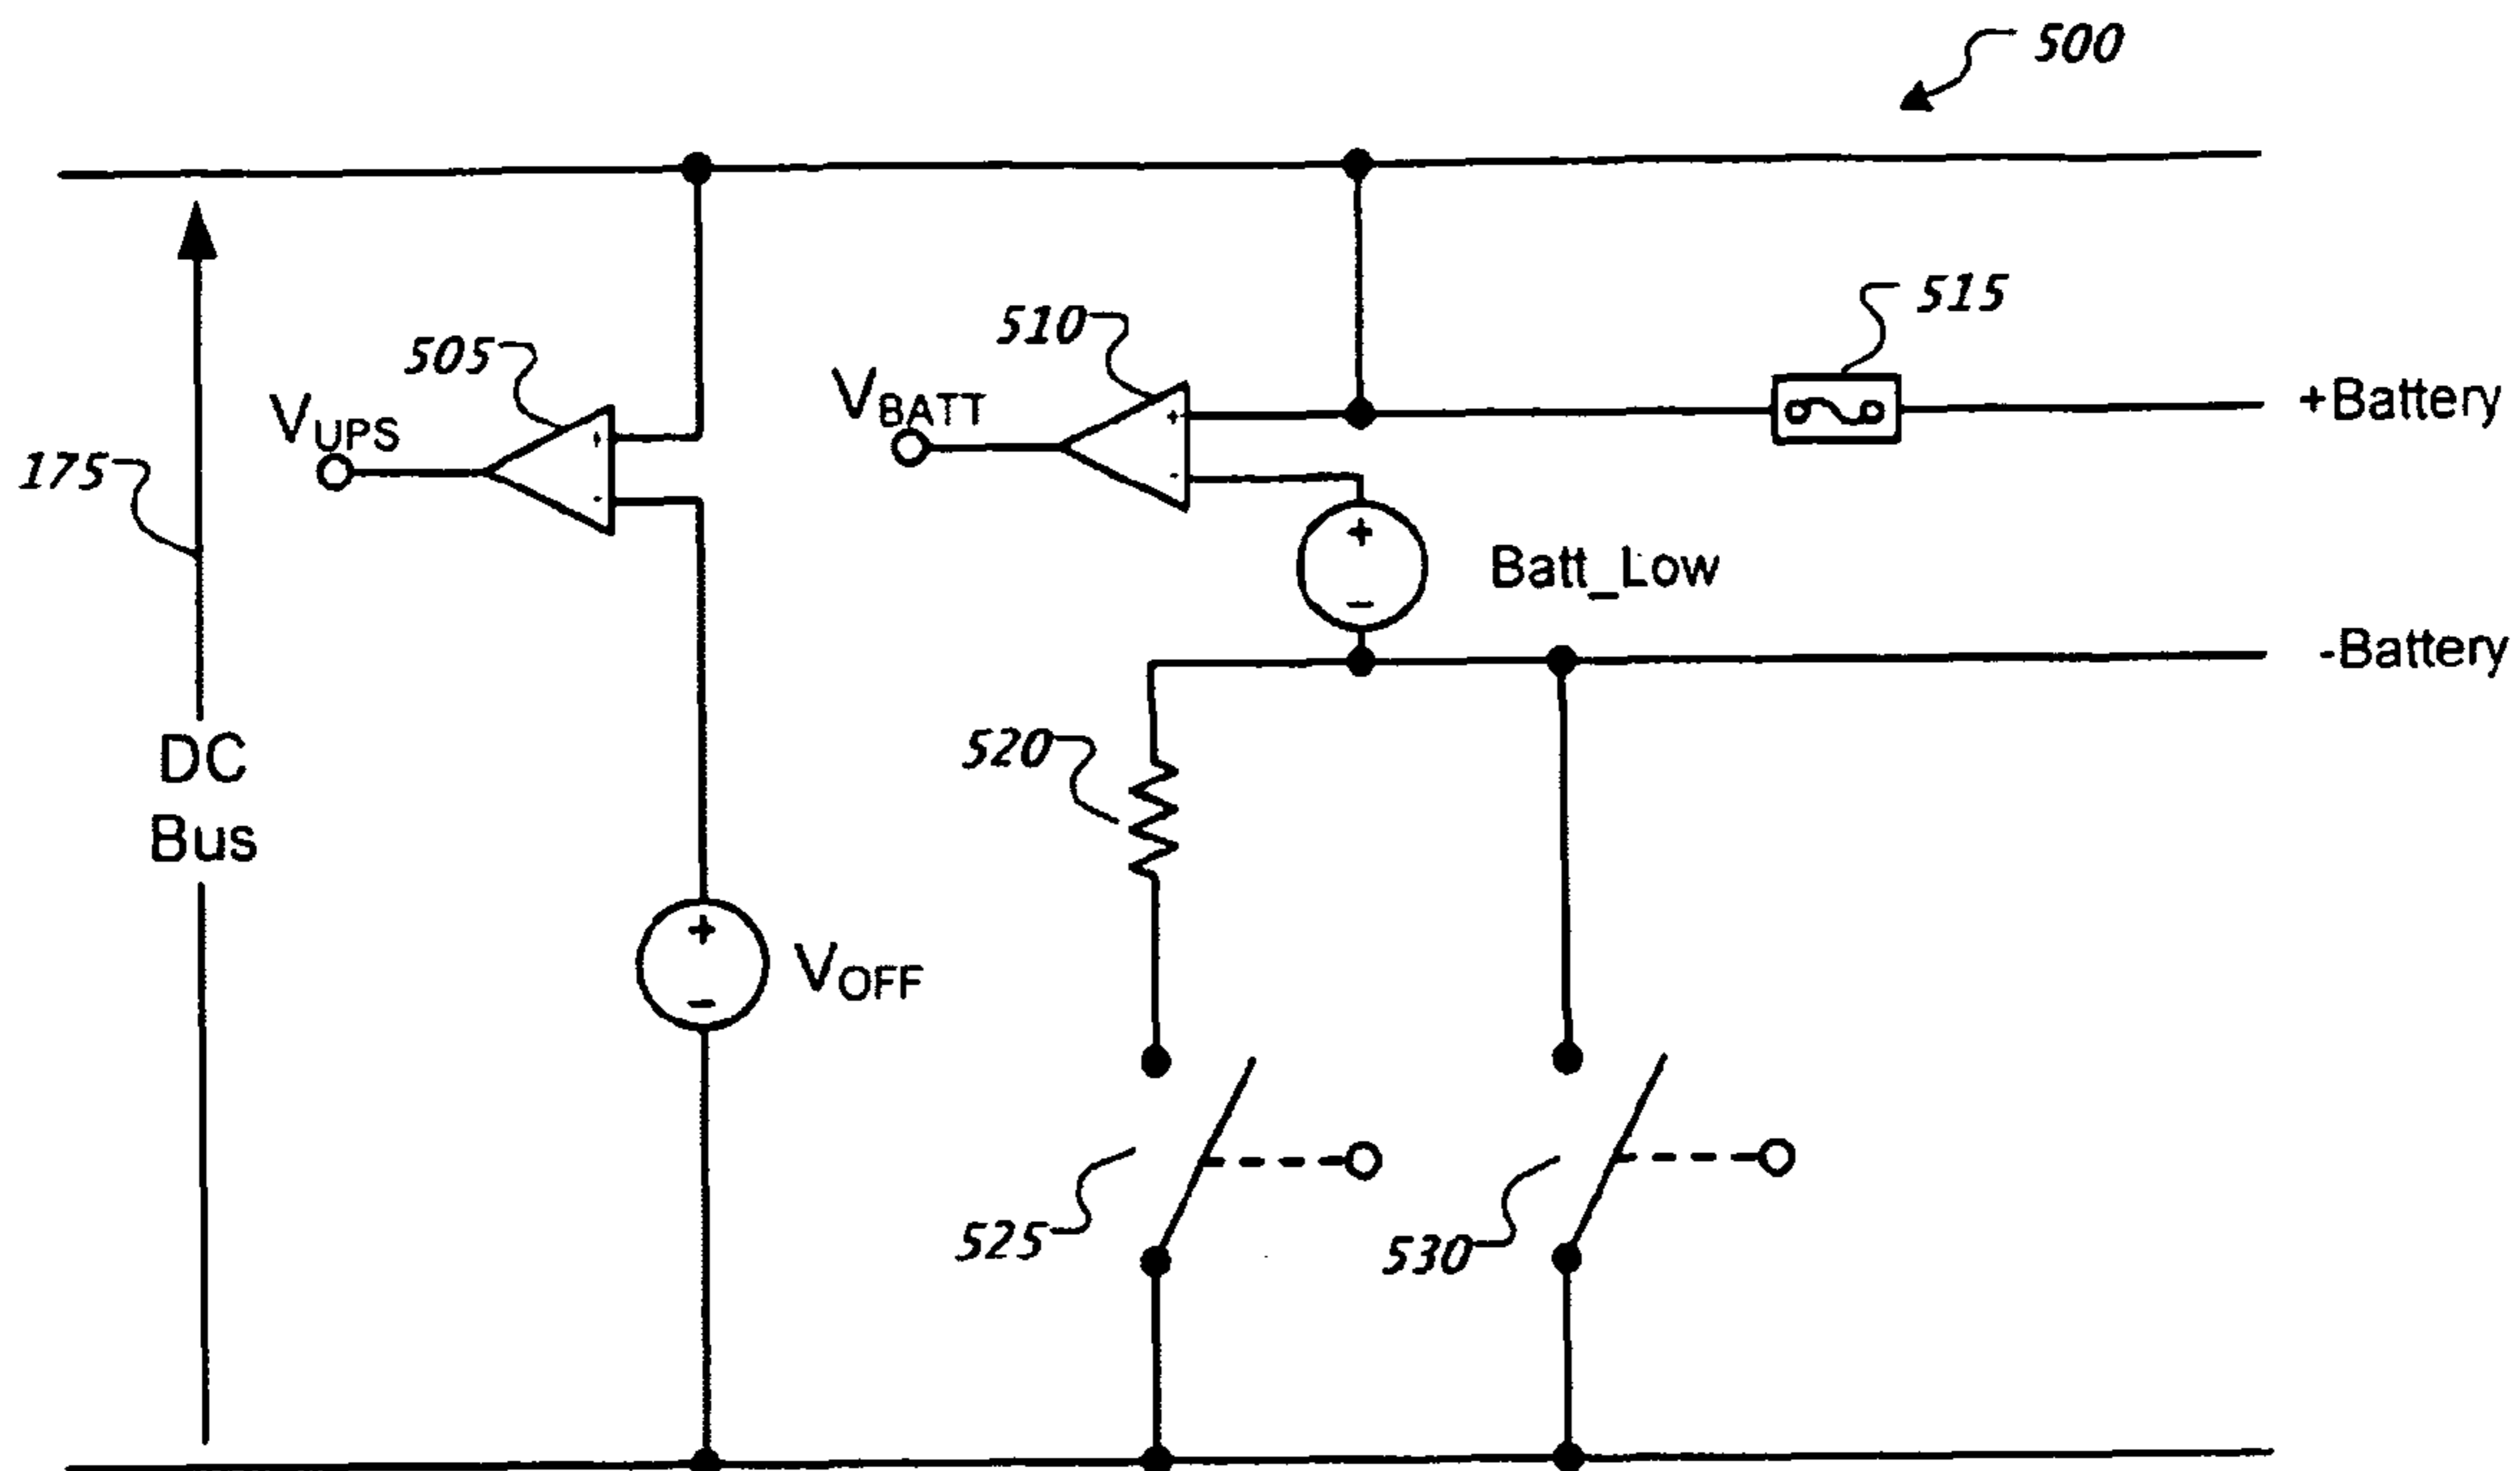 500
515
510
505
VBATT
+Battery
VUPS
175
+
-
+
-
+
-
Batt_Low
-Battery
520
DC
Bus
+
-
VOFF
525
530